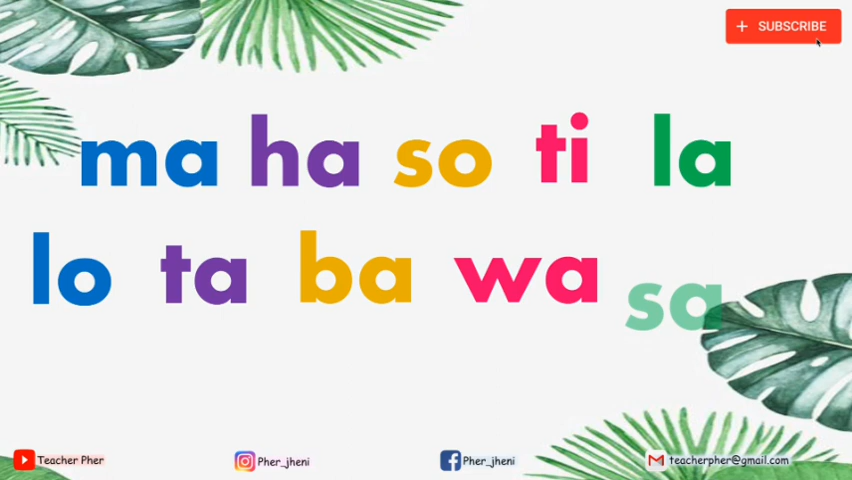 + SUBSCRIBE
ma ha so ti la
lo ta ba wa sa
Teacher Pher Pher_jheni Pher_jheni teacherpher@gmail.com